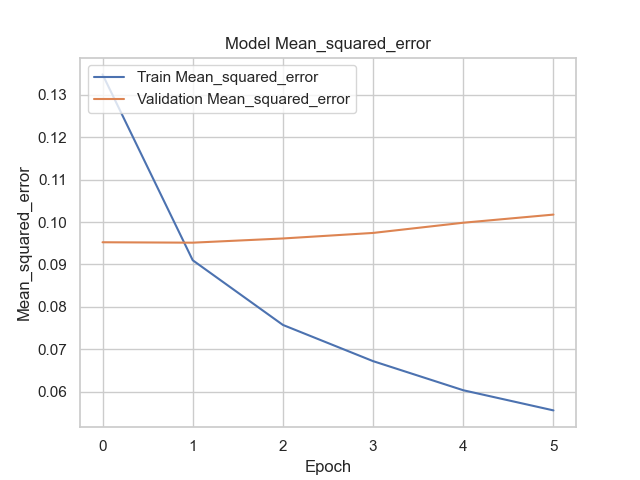 Model Mean_squared_error
Train Mean_squared_error
Validation Mean_squared_error
Mean_squared_error
0.13
0.12
0.11
0.10
0.09
0.08
0.07
0.06
0 1 2 3 4 5
Epoch